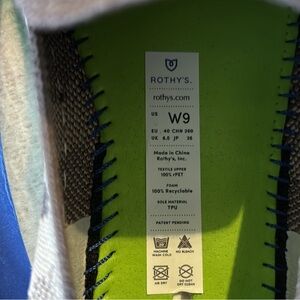 ROTHY'S.
rothys.com
US W9
EU 40 CHN 260
UK 6.5 JP 26
Made in China
Rothy's, Inc.
TEXTILE UPPER
100% rPET
FOAM
100% Recyclable
SOLE MATERIAL
TPU
PATENT PENDING
MACHINE WASH COLD
NO BLEACH
AIR DRY
DO NOT DRY CLEAN